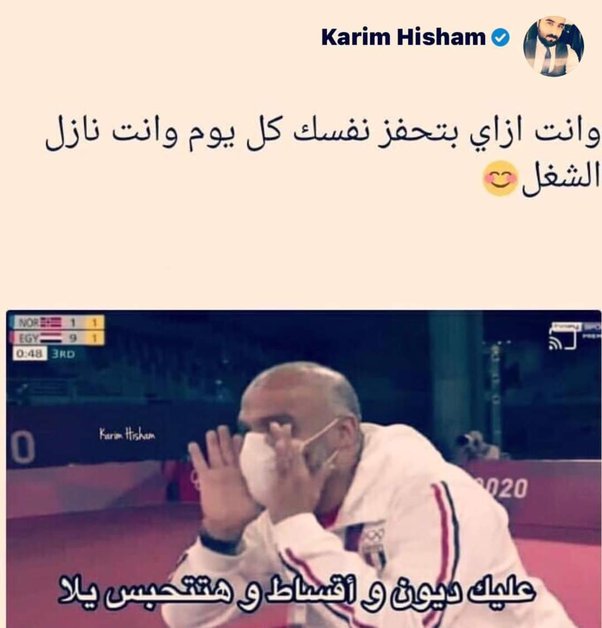 Karim Hisham
وانت ازاي بتحفز نفسك كل يوم وانت نازل
الشغل😊
NOR 1 1
EGY 9 1
0:48 3RD
Karim Hisham
2020
عليك ديون و أقساط و هتتحبس يلا